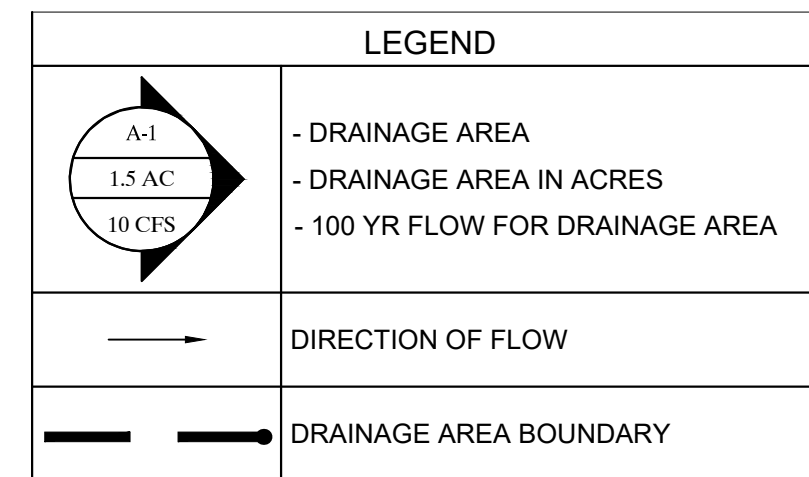 LEGEND
A-1
1.5 AC
10 CFS
- DRAINAGE AREA
- DRAINAGE AREA IN ACRES
- 100 YR FLOW FOR DRAINAGE AREA
DIRECTION OF FLOW
DRAINAGE AREA BOUNDARY